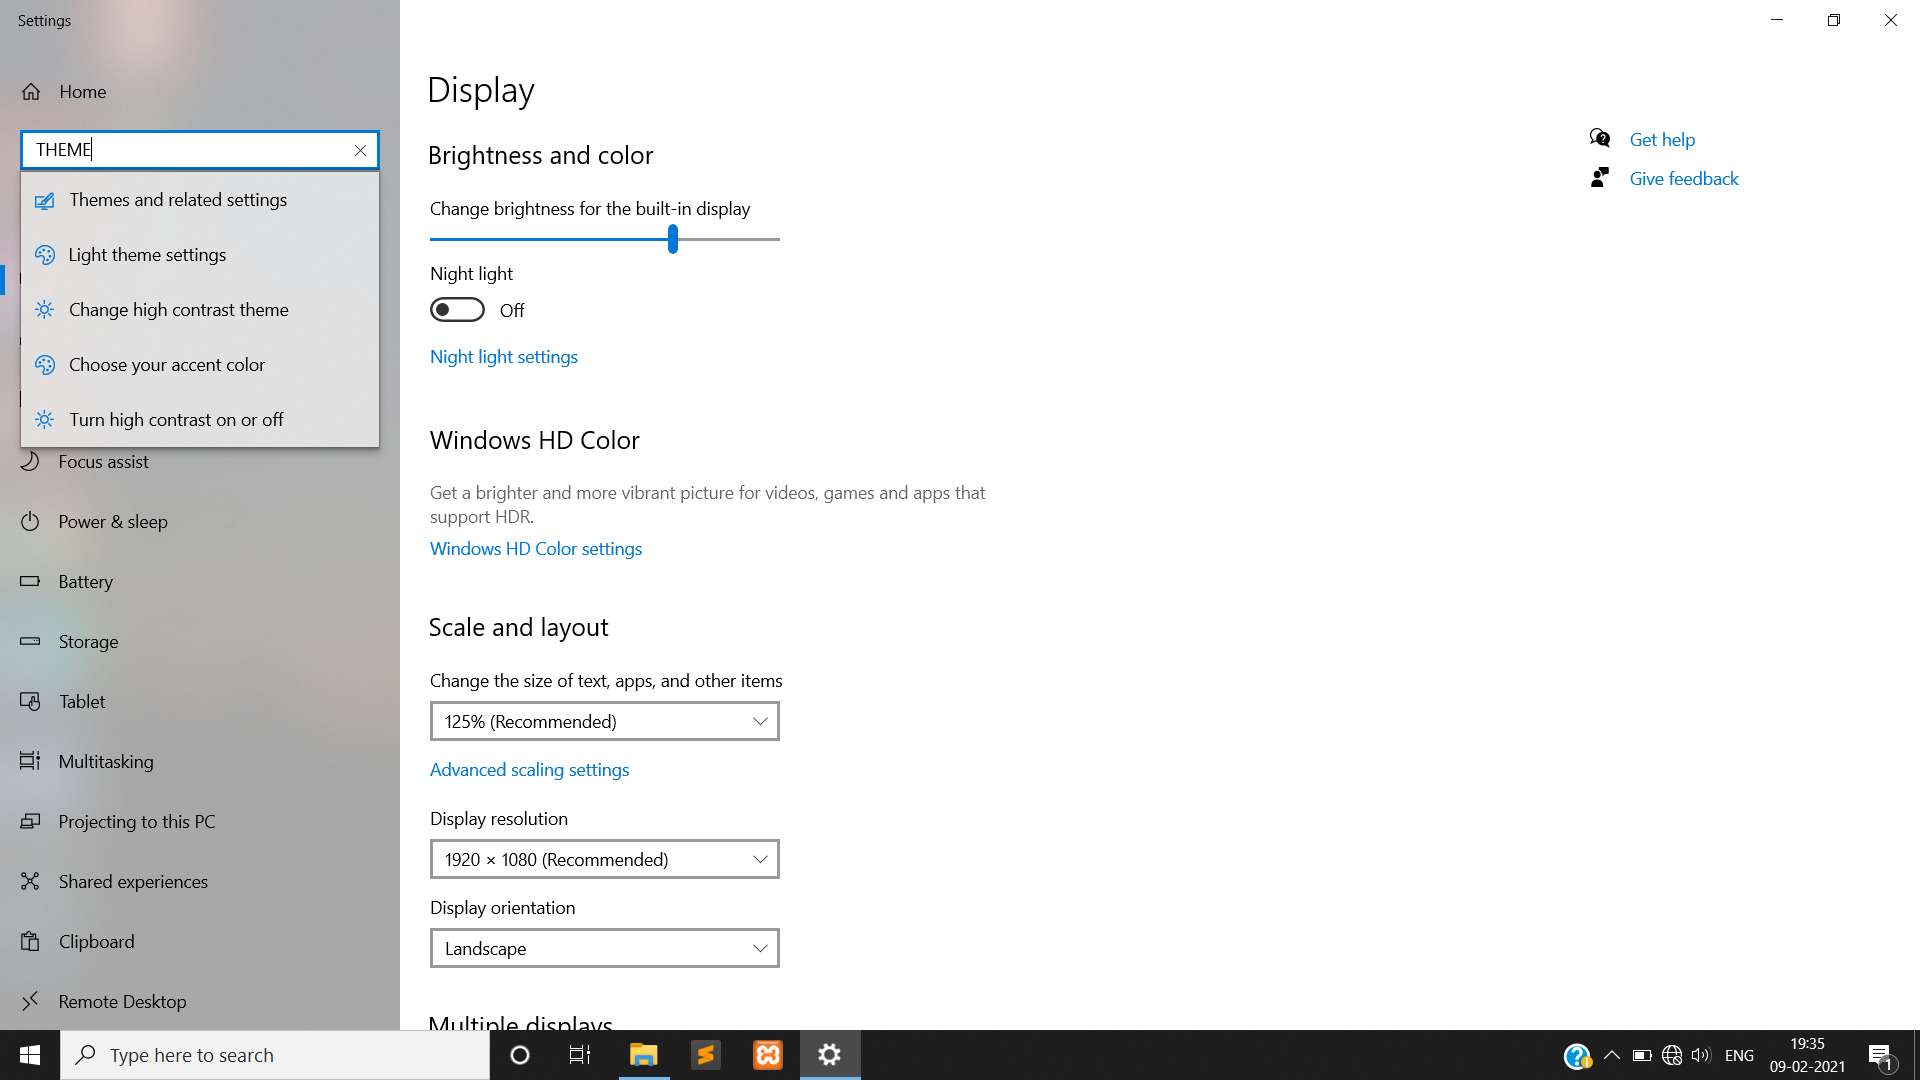 Settings
Home
THEME
Themes and related settings
Light theme settings
Change high contrast theme
Choose your accent color
Turn high contrast on or off
Focus assist
Power & sleep
Battery
Storage
Tablet
Multitasking
Projecting to this PC
Shared experiences
Clipboard
Remote Desktop
Display
Brightness and color
Change brightness for the built-in display
Night light
Off
Night light settings
Windows HD Color
Get a brighter and more vibrant picture for videos, games and apps that
support HDR.
Windows HD Color settings
Scale and layout
Change the size of text, apps, and other items
125% (Recommended)
Advanced scaling settings
Display resolution
1920 × 1080 (Recommended)
Display orientation
Landscape
Multiple displays
Get help
Give feedback
Type here to search
ENG
19:35
09-02-2021
1